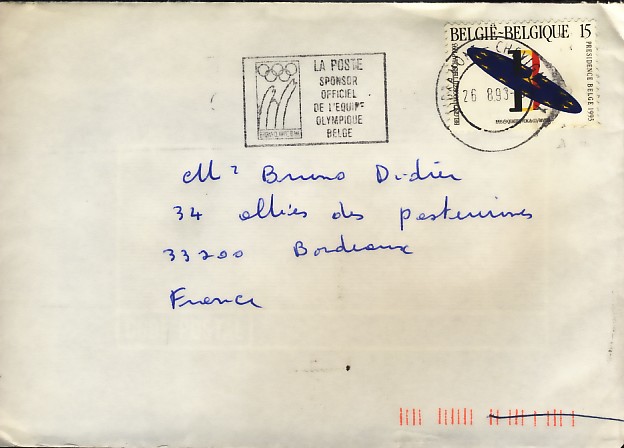 BELGIË-BELGIQUE 15
PRESIDENCE BELGE 1993
26 8.93
LA POSTE
SPONSOR
OFFICIEL
DE L'EQUIPE
OLYMPIQUE
BELGE
Mr Bruno Didier
34 allées des
33200 Bordeaux
France